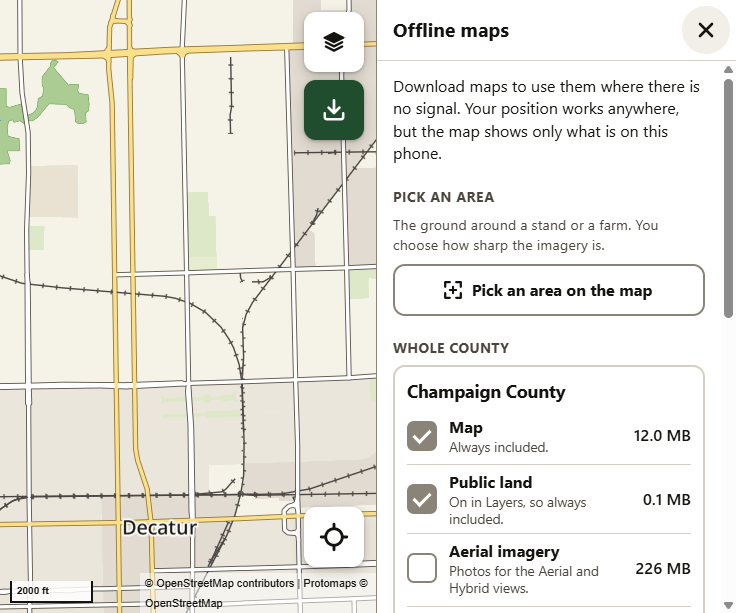 Offline maps
Download maps to use them where there is
no signal. Your position works anywhere,
but the map shows only what is on this
phone.
PICK AN AREA
The ground around a stand or a farm. You
choose how sharp the imagery is.
Pick an area on the map
WHOLE COUNTY
Champaign County
Map
Always included.
12.0 MB
Public land
On in Layers, so always
included.
0.1 MB
Aerial imagery
Photos for the Aerial and
Hybrid views.
226 MB
Decatur
2000 ft
© OpenStreetMap contributors | Protomaps ©
OpenStreetMap